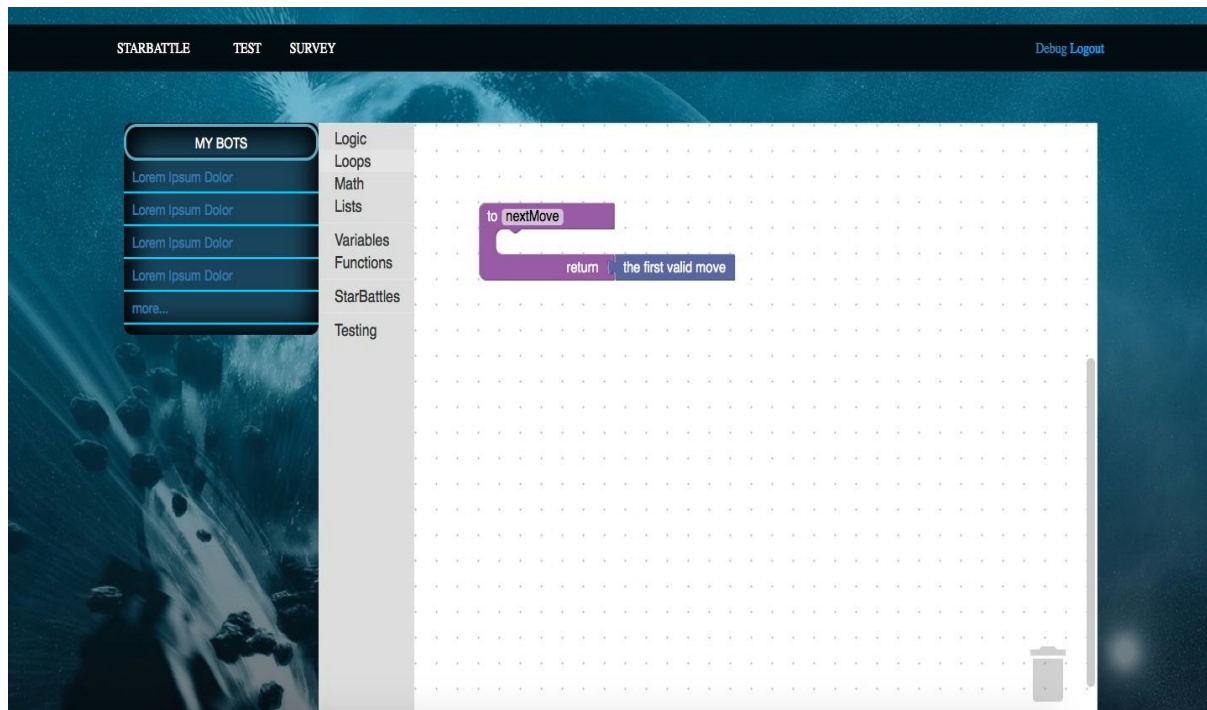 STARBATTLE TEST SURVEY Debug Logout
MY BOTS
Lorem Ipsum Dolor
Lorem Ipsum Dolor
Lorem Ipsum Dolor
Lorem Ipsum Dolor
more...
Logic
Loops
Math
Lists
Variables
Functions
StarBattles
Testing
to nextMove
return the first valid move